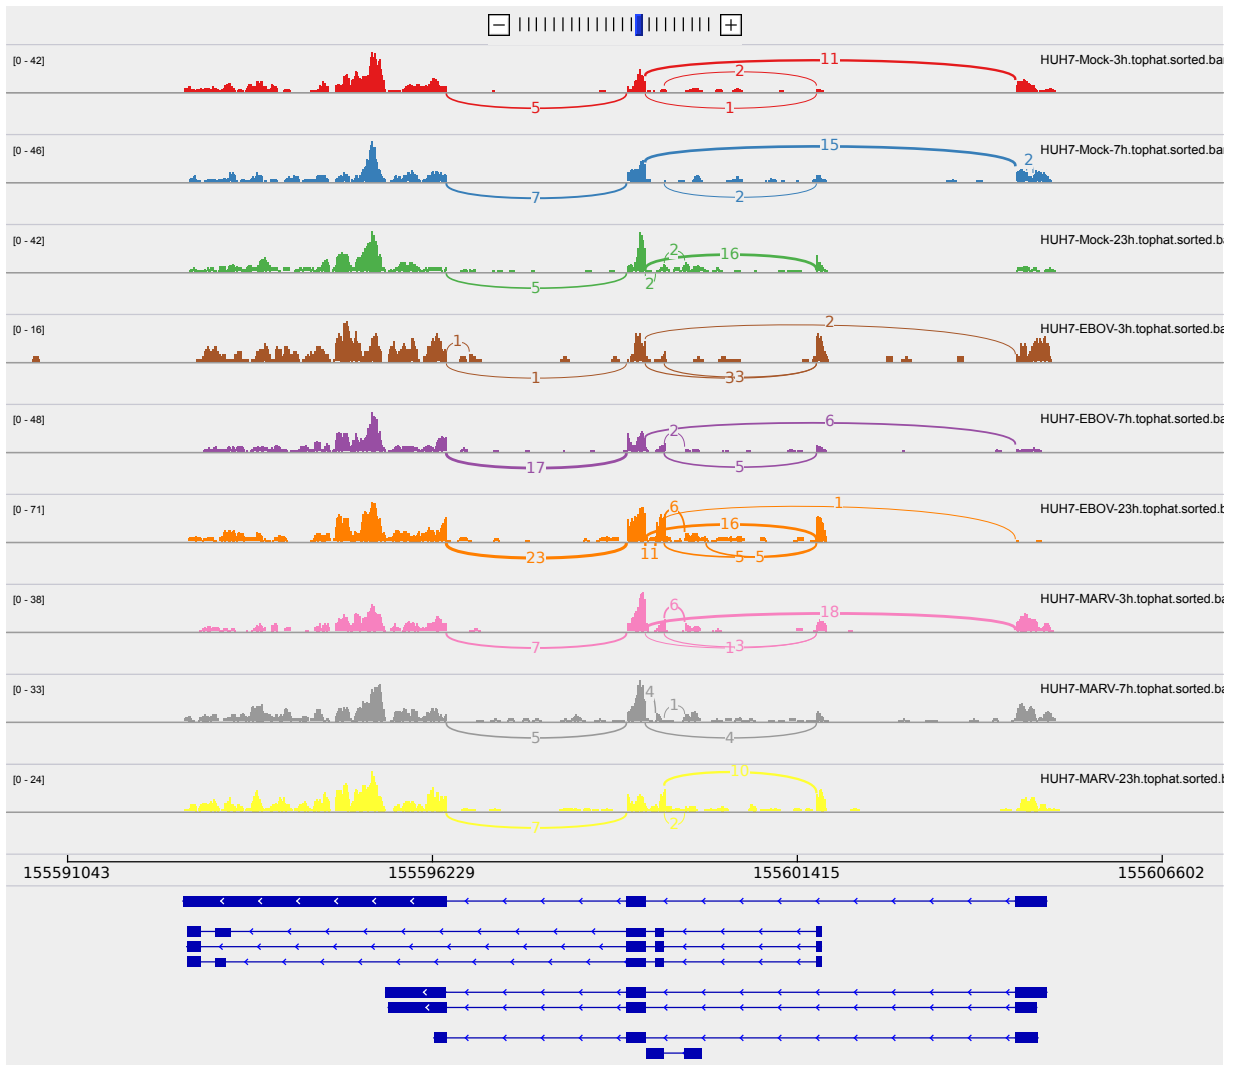 [0 - 42] HUH7-Mock-3h.tophat.sorted.ba
11
2
5 1
[0 - 46] HUH7-Mock-7h.tophat.sorted.ba
15
2
7 2
[0 - 42] HUH7-Mock-23h.tophat.sorted.ba
2 16
5 2
[0 - 16] HUH7-EBOV-3h.tophat.sorted.ba
2
1
1 33
[0 - 48] HUH7-EBOV-7h.tophat.sorted.ba
6
2
17 5
[0 - 71] HUH7-EBOV-23h.tophat.sorted.b
1
6
16
23 11 5 5
[0 - 38] HUH7-MARV-3h.tophat.sorted.ba
6 18
7 1 3
[0 - 33] HUH7-MARV-7h.tophat.sorted.ba
4
1
5 4
[0 - 24] HUH7-MARV-23h.tophat.sorted.b
10
7 2
155591043 155596229 155601415 155606602